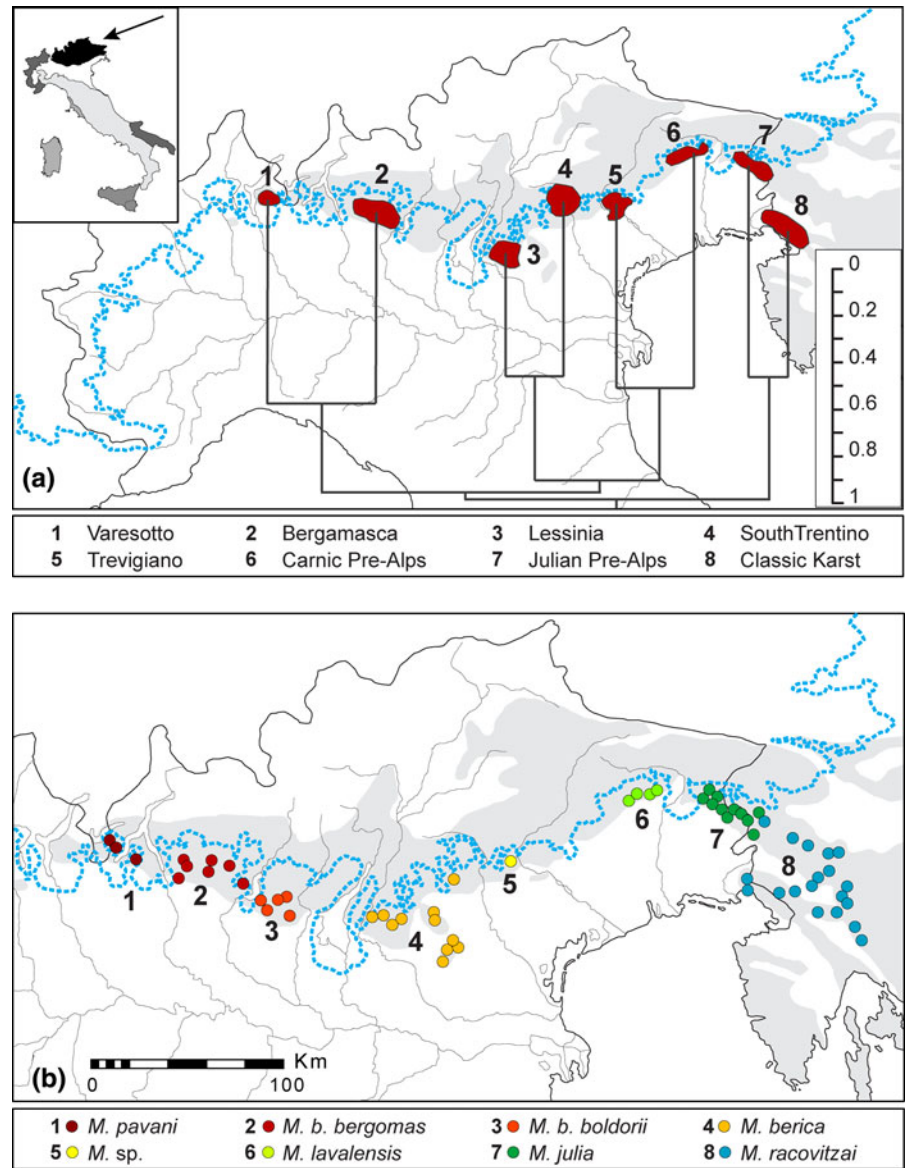 1 2 3 4 5 6 7 8
0
0.2
0.4
0.6
0.8
1
(a)
1 Varesotto 2 Bergamasca 3 Lessinia 4 SouthTrentino
5 Trevigiano 6 Carnic Pre-Alps 7 Julian Pre-Alps 8 Classic Karst
1 2 3 4 5 6 7 8
(b)
Km
0 100
1 M. pavani 2 M. b. bergomas 3 M. b. boldorii 4 M. berica
5 M. sp. 6 M. lavalensis 7 M. julia 8 M. racovitzai